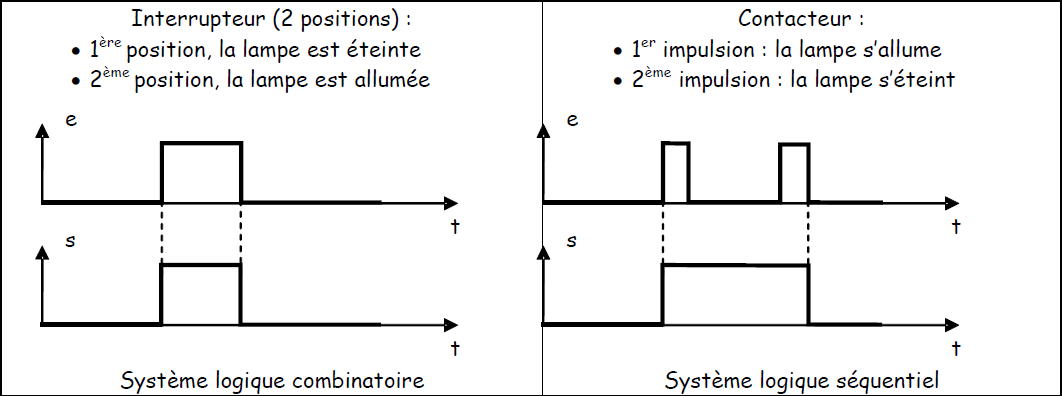 Interrupteur (2 positions) :
• 1ère position, la lampe est éteinte
• 2ème position, la lampe est allumée
e
t
s
t
Système logique combinatoire
Contacteur :
• 1er impulsion : la lampe s’allume
• 2ème impulsion : la lampe s’éteint
e
t
s
t
Système logique séquentiel